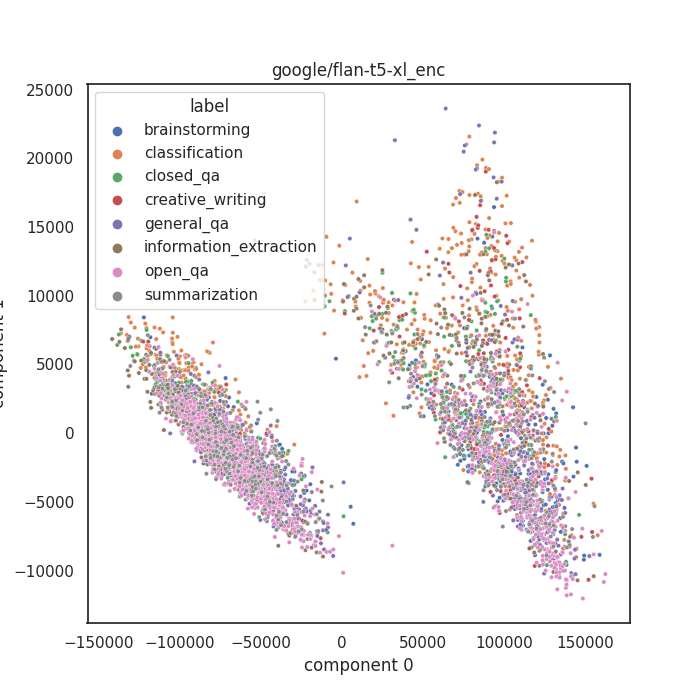 google/flan-t5-xl_enc
label
brainstorming
classification
closed_qa
creative_writing
general_qa
information_extraction
open_qa
summarization
25000
20000
15000
10000
5000
0
−5000
−10000
−150000 −100000 −50000 0 50000 100000 150000
component 0
component 1